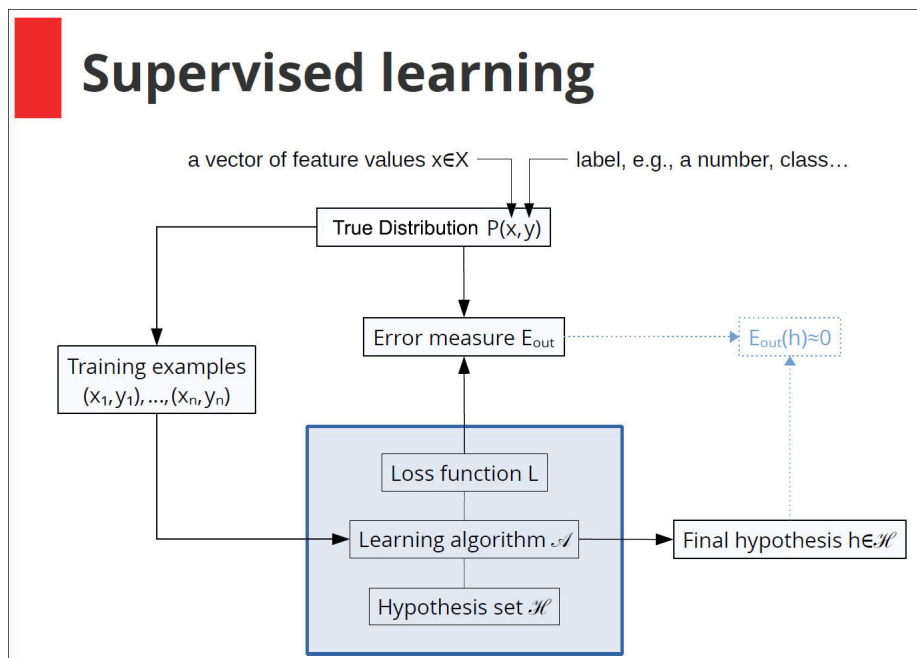 Supervised learning
a vector of feature values x∈X
label, e.g., a number, class...
True Distribution P(x,y)
Error measure Eout
Eout(h)≈0
Training examples
(x₁,y₁),...,(xₙ,yₙ)
Loss function L
Learning algorithm 𝒜
Final hypothesis h∈ℋ
Hypothesis set ℋ